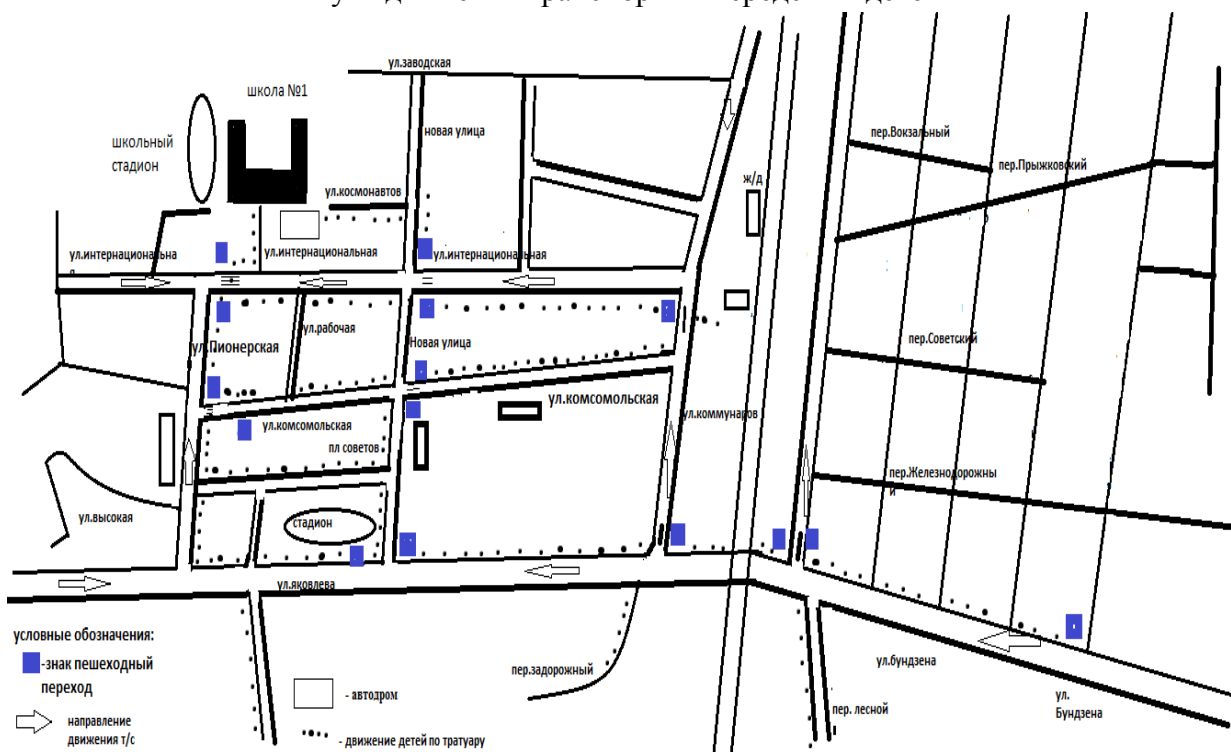 ул.заводская
школа №1
школьный
стадион
новая улица
пер.Вокзальный
пер.Прыжковский
ж/д
ул.космонавтов
ул.интернациональна
я
ул.интернациональная
ул.интернациональная
ул.рабочая
Новая улица
ул.Пионерская
пер.Советский
ул.комсомольская
ул.коммунаров
ул.комсомольская
пл советов
пер.Железнодорожны
й
ул.высокая
стадион
ул.яковлева
условные обозначения:
-знак пешеходный
переход
направление
движения т/с
- автодром
- движение детей по тратуару
пер.задорожный
ул.бундзена
пер. лесной
ул.
Бундзена